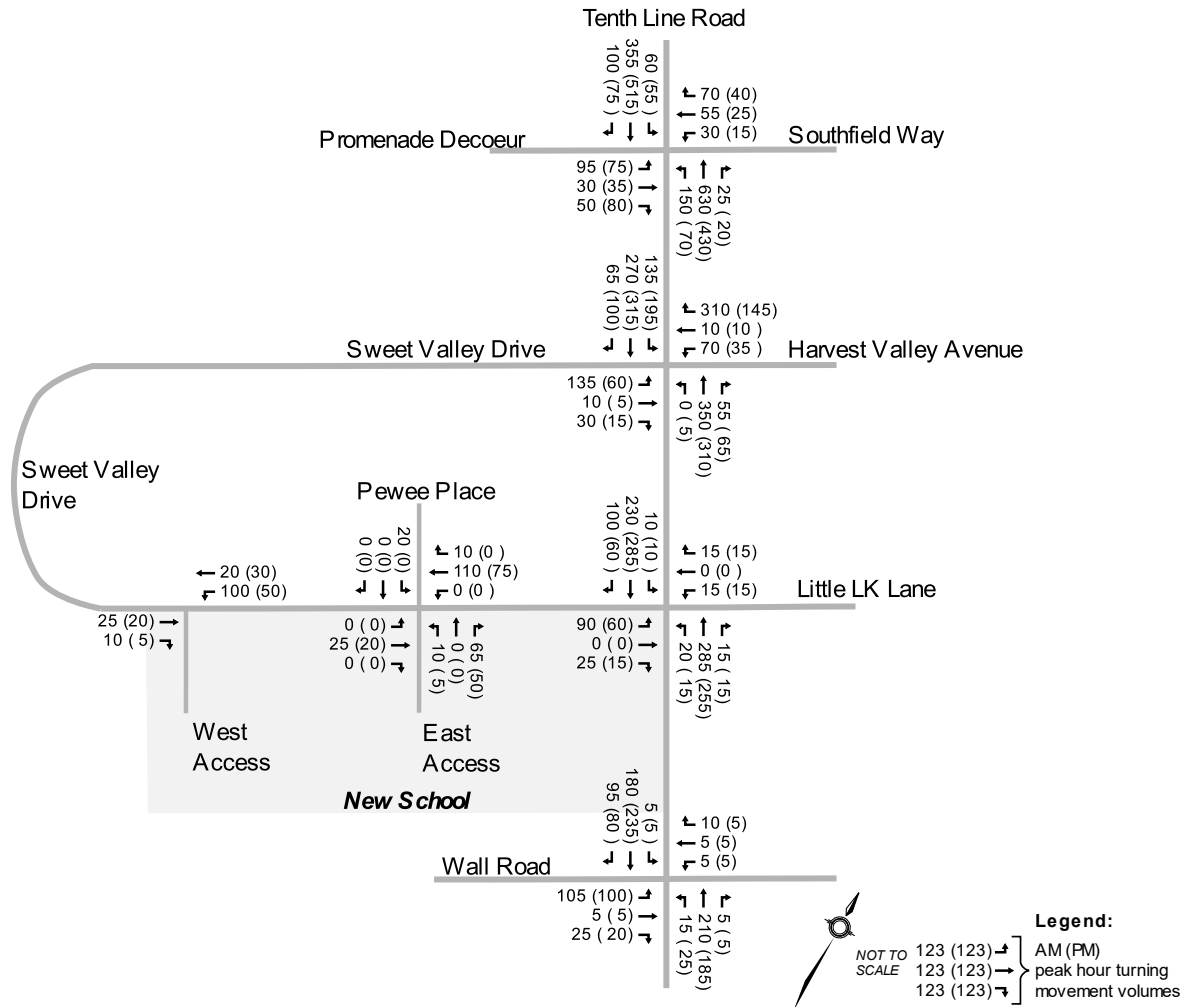 Tenth Line Road
60 (55 )
355 (515)
100 (75 )
70 (40)
55 (25)
30 (15)
Promenade Decoeur
Southfield Way
95 (75)
30 (35)
50 (80)
150 ( 70)
630 (430)
25 ( 20)
135 (195)
270 (315)
65 (100)
310 (145)
10 (10 )
70 (35 )
Sweet Valley Drive
Harvest Valley Avenue
135 (60)
10 ( 5)
30 (15)
0 ( 5)
350 (310)
55 ( 65)
Sweet Valley
Drive
Pewee Place
20 (0)
0 (0)
0 (0)
10 (0 )
110 (75)
0 (0 )
10 (10 )
230 (285)
100 (60 )
15 (15)
0 (0 )
15 (15)
20 (30)
100 (50)
Little LK Lane
25 (20)
10 ( 5)
0 ( 0)
25 (20)
0 ( 0)
10 ( 5)
0 ( 0)
65 (50)
90 (60)
0 ( 0)
25 (15)
20 ( 15)
285 (255)
15 ( 15)
West
Access
East
Access
New School
5 (5 )
180 (235)
95 (80 )
10 (5)
5 (5)
5 (5)
Wall Road
105 (100)
5 ( 5)
25 ( 20)
15 ( 25)
210 (185)
5 ( 5)
Legend:
NOT TO
SCALE
123 (123)
AM (PM)
123 (123)
peak hour turning
123 (123)
movement volumes